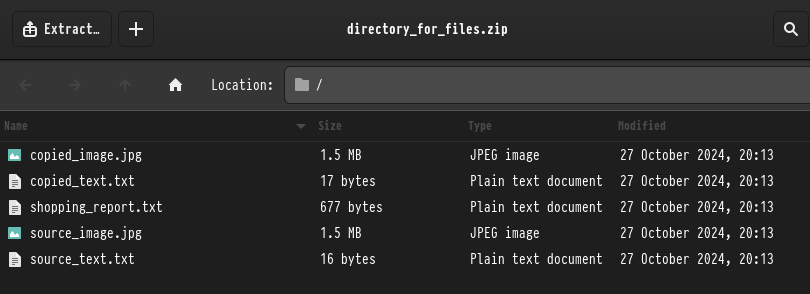 Extract… directory_for_files.zip
Location: /
Name Size Type Modified
copied_image.jpg 1.5 MB JPEG image 27 October 2024, 20:13
copied_text.txt 17 bytes Plain text document 27 October 2024, 20:13
shopping_report.txt 677 bytes Plain text document 27 October 2024, 20:13
source_image.jpg 1.5 MB JPEG image 27 October 2024, 20:13
source_text.txt 16 bytes Plain text document 27 October 2024, 20:13